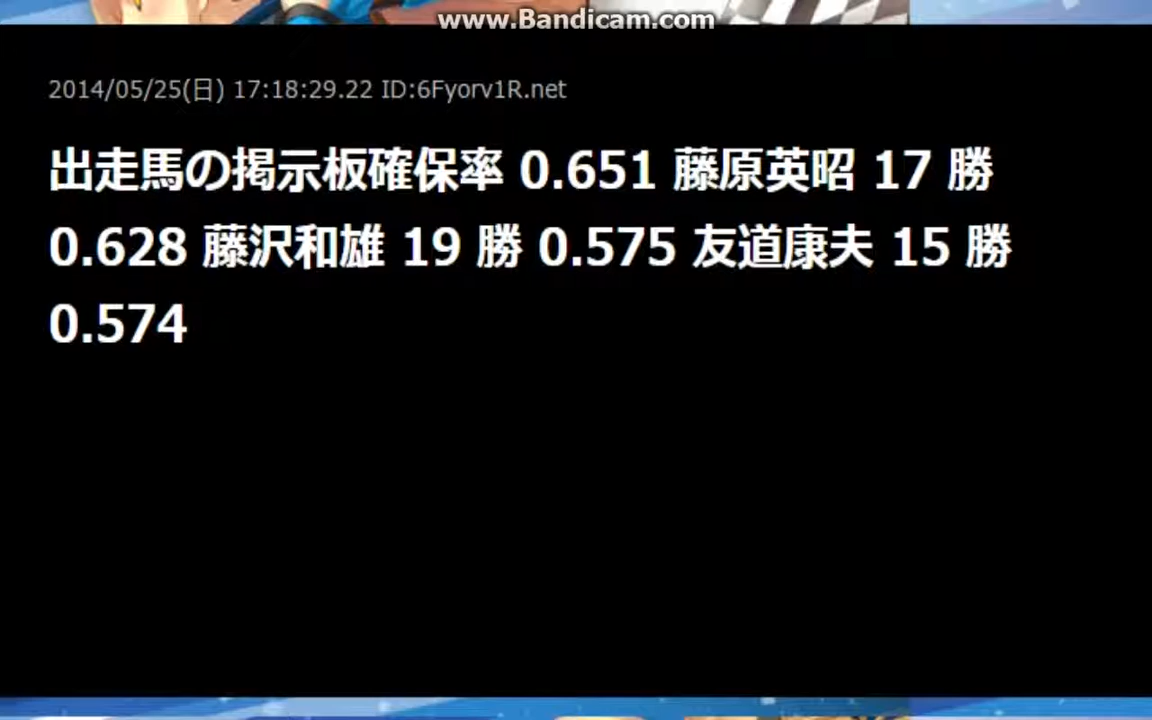 www.Bandicam.com
2014/05/25(日) 17:18:29.22 ID:6Fyorv1R.net
出走馬の掲示板確保率 0.651 藤原英昭 17 勝
0.628 藤沢和雄 19 勝 0.575 友道康夫 15 勝
0.574